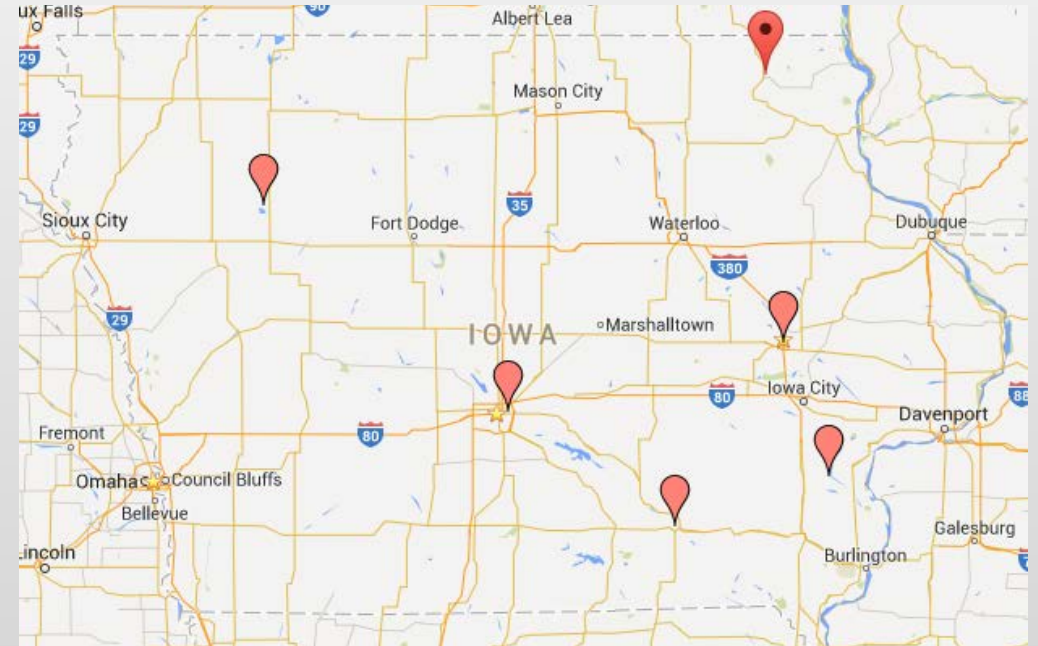 ux Falls
90
Albert Lea
29
Mason City
29
35
Sioux City
Fort Dodge
Waterloo
Dubuque
380
29
IOWA
Marshalltown
80
Iowa City
88
Davenport
Fremont
80
Omaha
Council Bluffs
Bellevue
Galesburg
Lincoln
Burlington